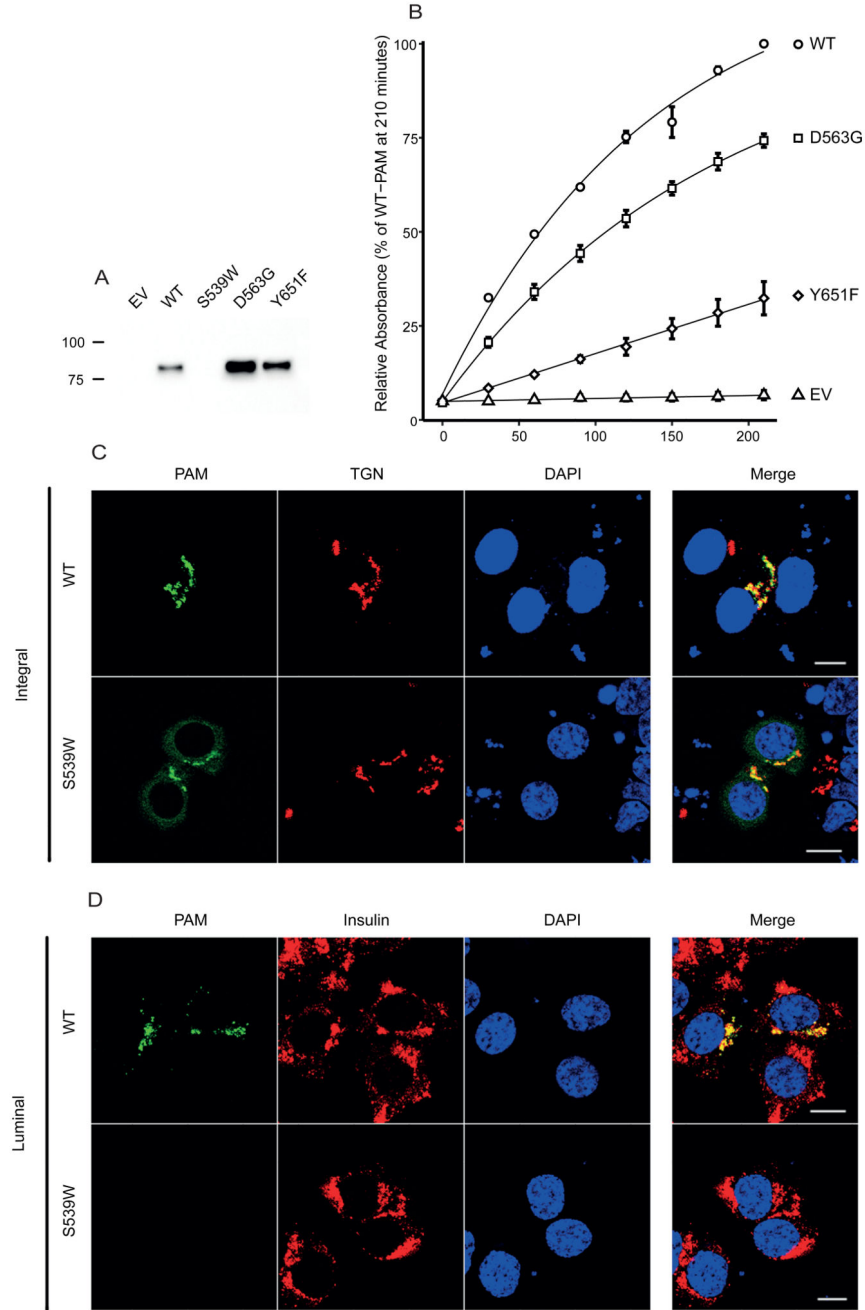 A
EV
WT
S539W
D563G
Y651F
100
75
B
Relative Absorbance (% of WT−PAM at 210 minutes)
100
75
50
25
0
0
50
100
150
200
WT
D563G
Y651F
EV
C
PAM
TGN
DAPI
Merge
Integral
WT
S539W
D
PAM
Insulin
DAPI
Merge
Luminal
WT
S539W